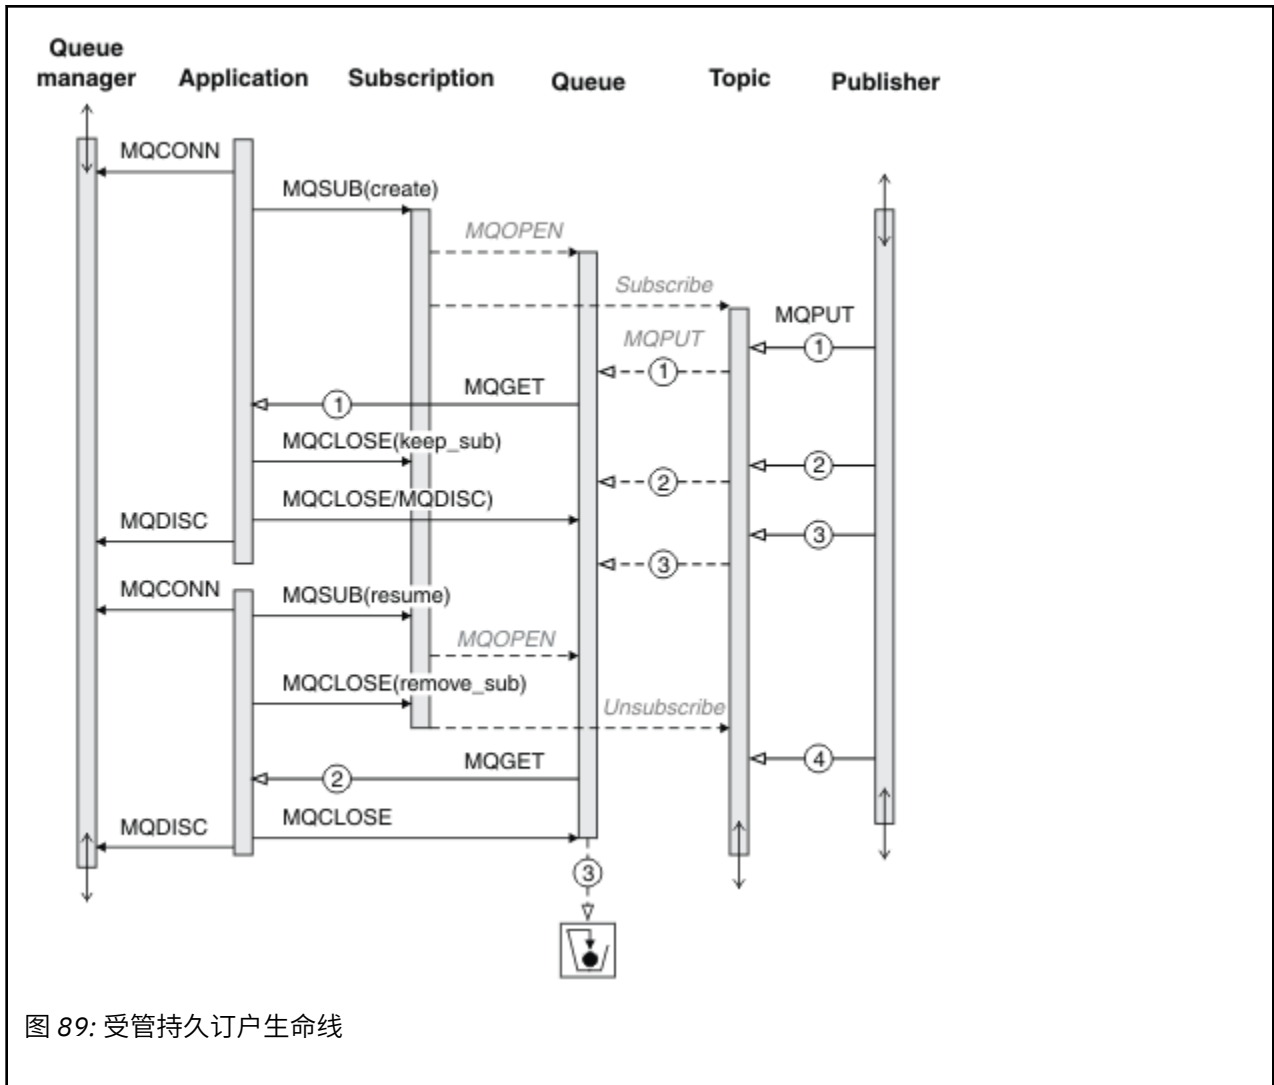 Queue
manager Application Subscription Queue Topic Publisher
MQCONN
MQSUB(create)
MQOPEN
Subscribe
MQPUT
MQPUT
1
1
MQGET
1
MQCLOSE(keep_sub)
2
2
MQCLOSE/MQDISC)
MQDISC
3
3
MQCONN
MQSUB(resume)
MQOPEN
MQCLOSE(remove_sub)
Unsubscribe
MQGET
4
2
MQCLOSE
MQDISC
3
图 89: 受管持久订户生命线